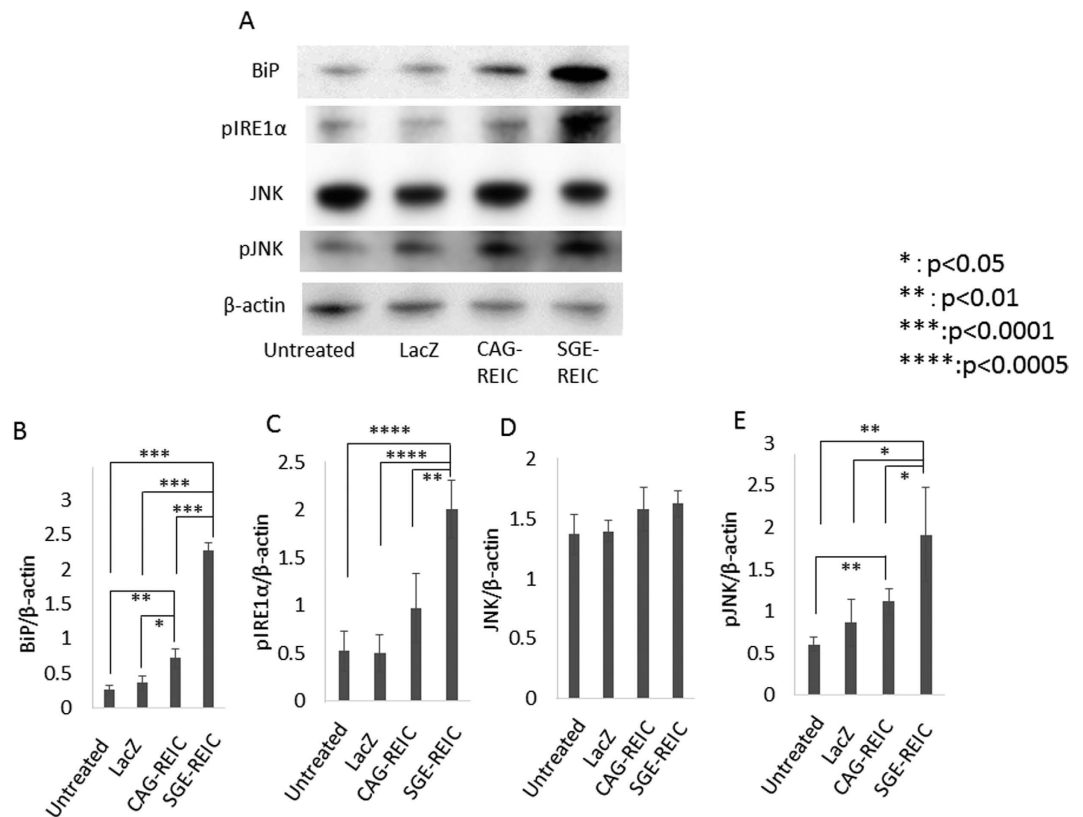 A
BiP
pIRE1α
JNK
pJNK
β-actin
Untreated LacZ CAG-REIC SGE-REIC
* : p<0.05
** : p<0.01
***:p<0.0001
****:p<0.0005
B
BiP/β-actin
3
2.5
2
1.5
1
0.5
0
***
***
***
**
*
Untreated
LacZ
CAG-REIC
SGE-REIC
C
pIRE1α/β-actin
2.5
2
1.5
1
0.5
0
****
****
**
Untreated
LacZ
CAG-REIC
SGE-REIC
D
JNK/β-actin
2
1.5
1
0.5
0
Untreated
LacZ
CAG-REIC
SGE-REIC
E
pJNK/β-actin
3
2.5
2
1.5
1
0.5
0
**
*
*
**
Untreated
LacZ
CAG-REIC
SGE-REIC